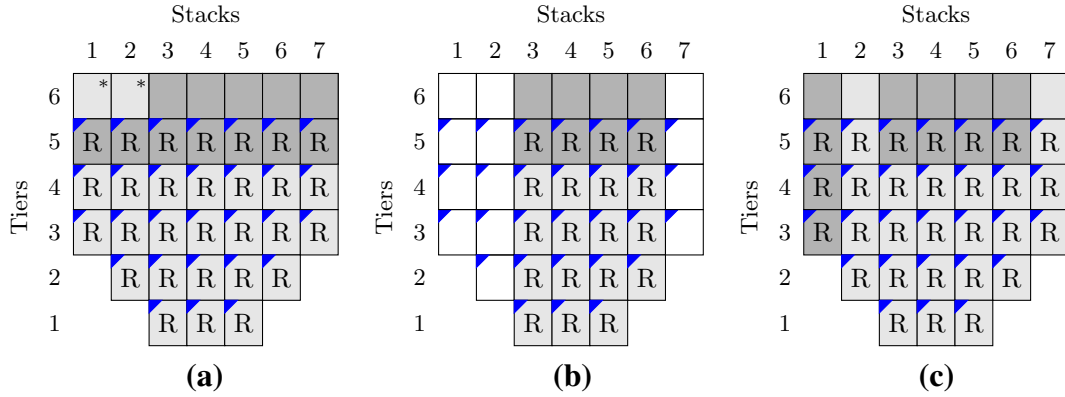 Stacks Stacks Stacks
1 2 3 4 5 6 7 1 2 3 4 5 6 7 1 2 3 4 5 6 7
6 * * 6 6
5 R R R R R R R 5 R R R R 5 R R R R R R R
Tiers 4 R R R R R R R Tiers 4 R R R R Tiers 4 R R R R R R R
3 R R R R R R R 3 R R R R 3 R R R R R R R
2 R R R R R 2 R R R R 2 R R R R R
1 R R R 1 R R R 1 R R R
(a) (b) (c)